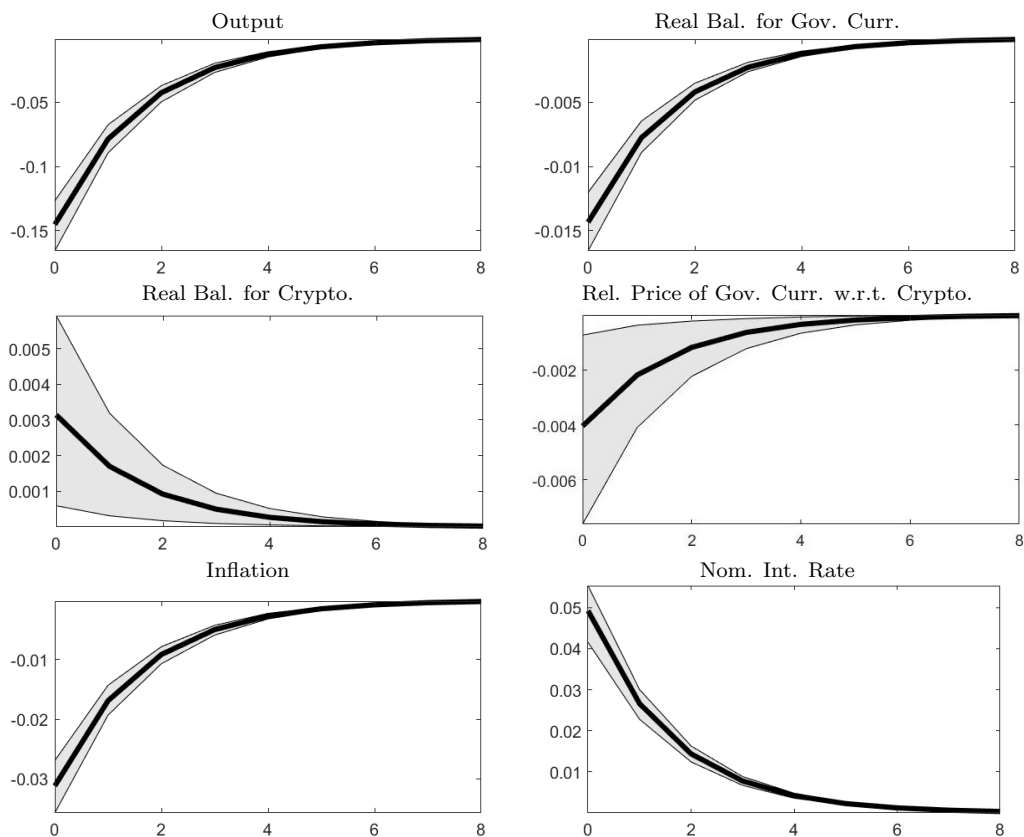 Output
-0.05
-0.1
-0.15
0 2 4 6 8
Real Bal. for Gov. Curr.
-0.005
-0.01
-0.015
0 2 4 6 8
Real Bal. for Crypto.
0.005
0.004
0.003
0.002
0.001
0 2 4 6 8
Rel. Price of Gov. Curr. w.r.t. Crypto.
-0.002
-0.004
-0.006
0 2 4 6 8
Inflation
-0.01
-0.02
-0.03
0 2 4 6 8
Nom. Int. Rate
0.05
0.04
0.03
0.02
0.01
0 2 4 6 8